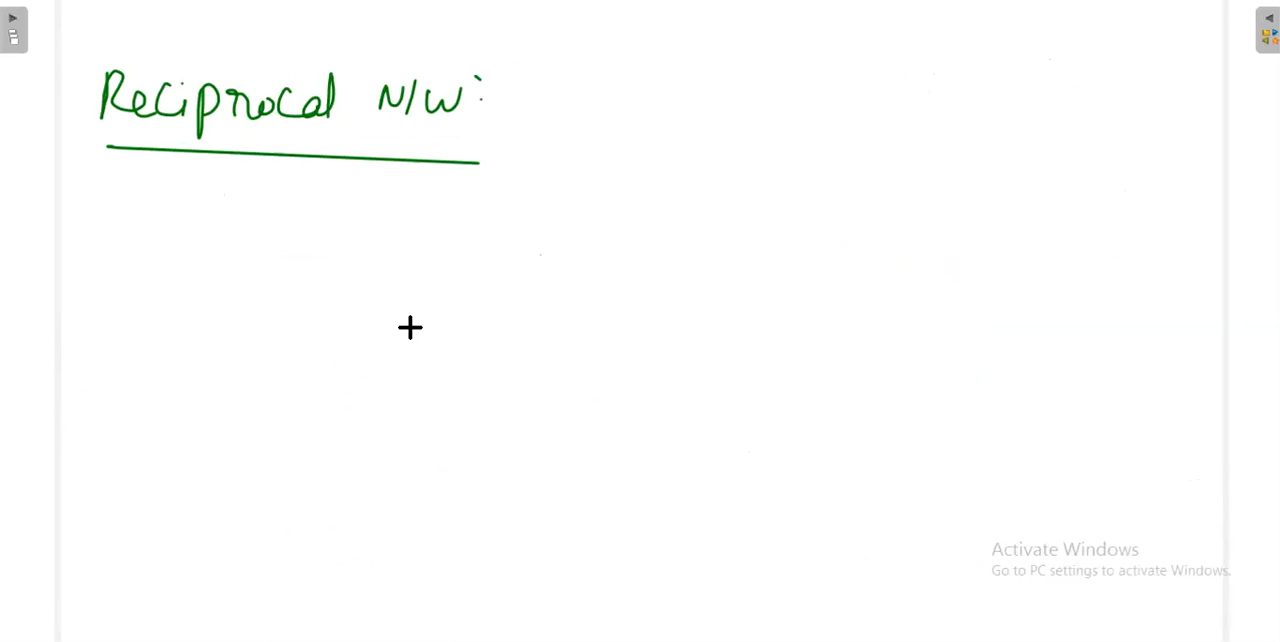 Reciprocal N/W:
Activate Windows
Go to PC settings to activate Windows.